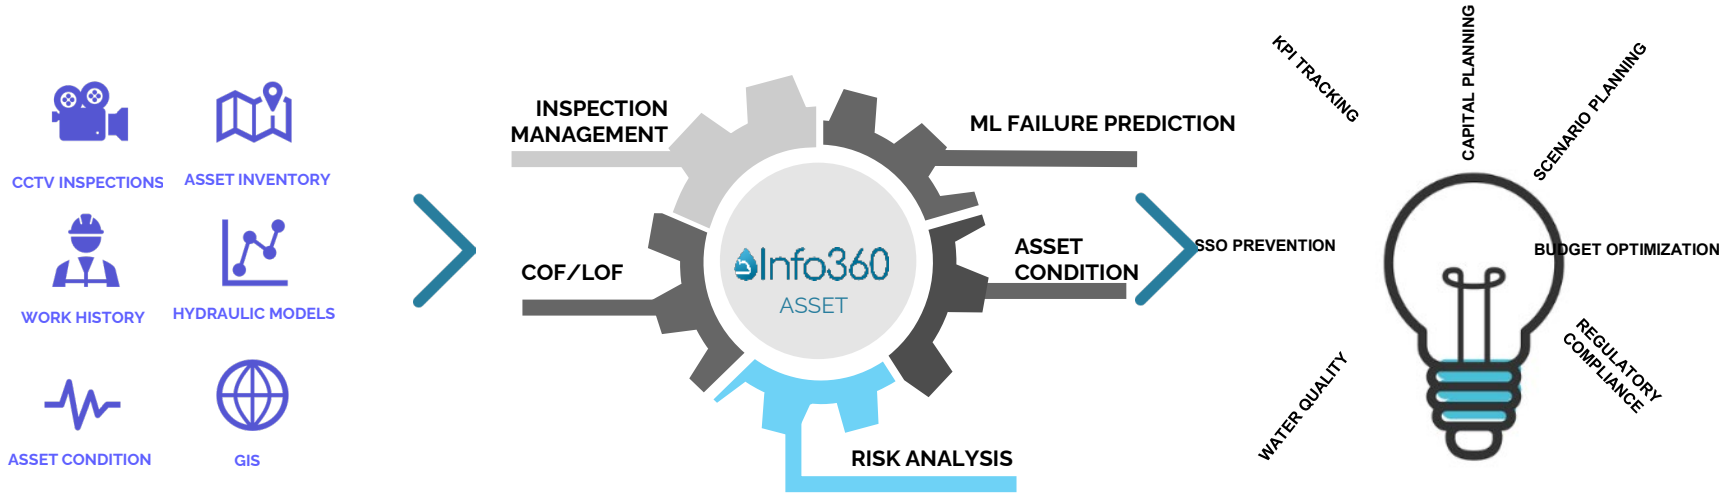 CCTV INSPECTIONS
ASSET INVENTORY
WORK HISTORY
HYDRAULIC MODELS
ASSET CONDITION
GIS
INSPECTION
MANAGEMENT
COF/LOF
Info360
ASSET
ML FAILURE PREDICTION
ASSET
CONDITION
RISK ANALYSIS
KPI TRACKING
CAPITAL PLANNING
SCENARIO PLANNING
SSO PREVENTION
BUDGET OPTIMIZATION
WATER QUALITY
REGULATORY
COMPLIANCE